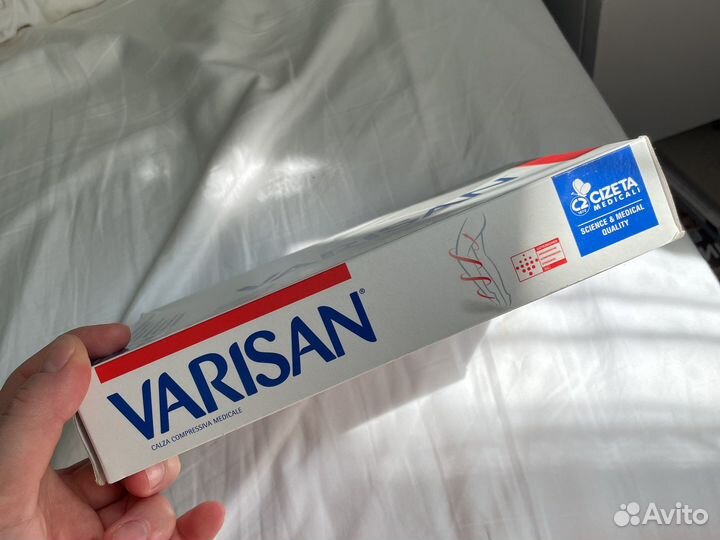 VARISAN®
CALZA COMPRESSIVA MEDICALE
CIZETA
MEDICALI
SCIENCE & MEDICAL
QUALITY
Avito